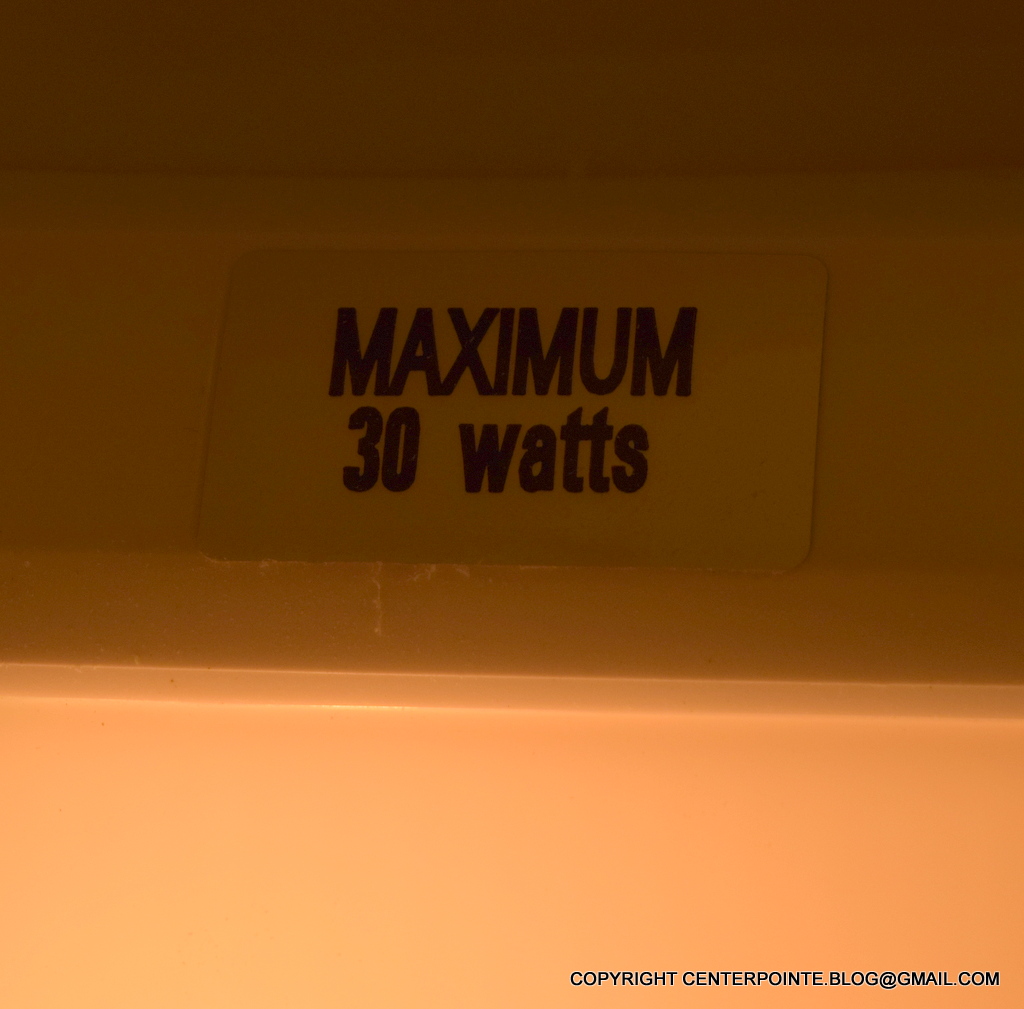 MAXIMUM
30 watts
COPYRIGHT CENTERPOINTE.BLOG@GMAIL.COM